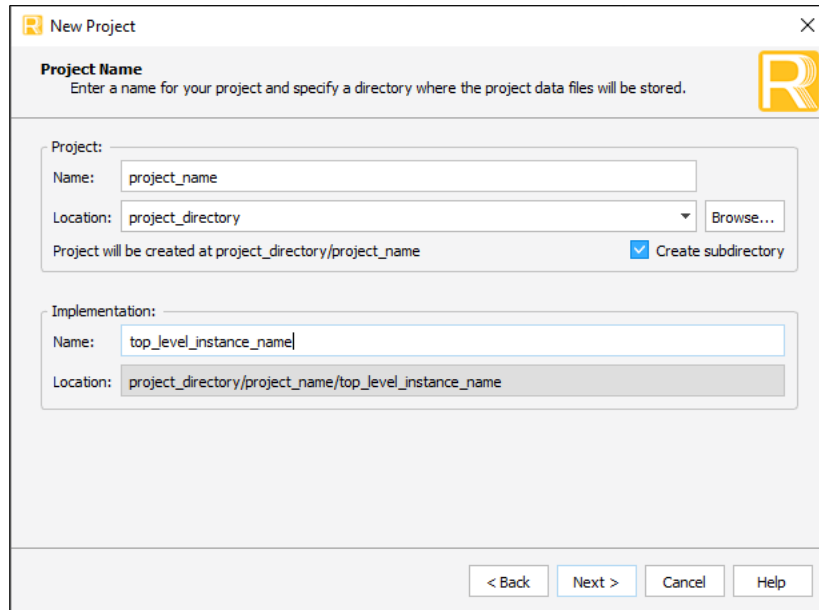 New Project
Project Name
Enter a name for your project and specify a directory where the project data files will be stored.
Project:
Name: project_name
Location: project_directory Browse...
Project will be created at project_directory/project_name Create subdirectory
Implementation:
Name: top_level_instance_name
Location: project_directory/project_name/top_level_instance_name
< Back Next > Cancel Help